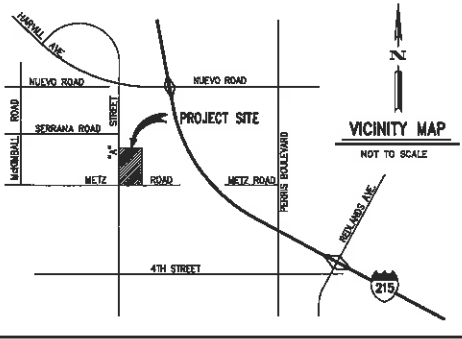 HARVILL AVE.
N
NUEVO ROAD
NUEVO ROAD
ROAD
STREET
PROJECT SITE
VICINITY MAP
SERRANA ROAD
NOT TO SCALE
McKIMBALL
"A"
PERRIS BOULEVARD
METZ
ROAD
METZ ROAD
REDLANDS AVE.
4TH STREET
215